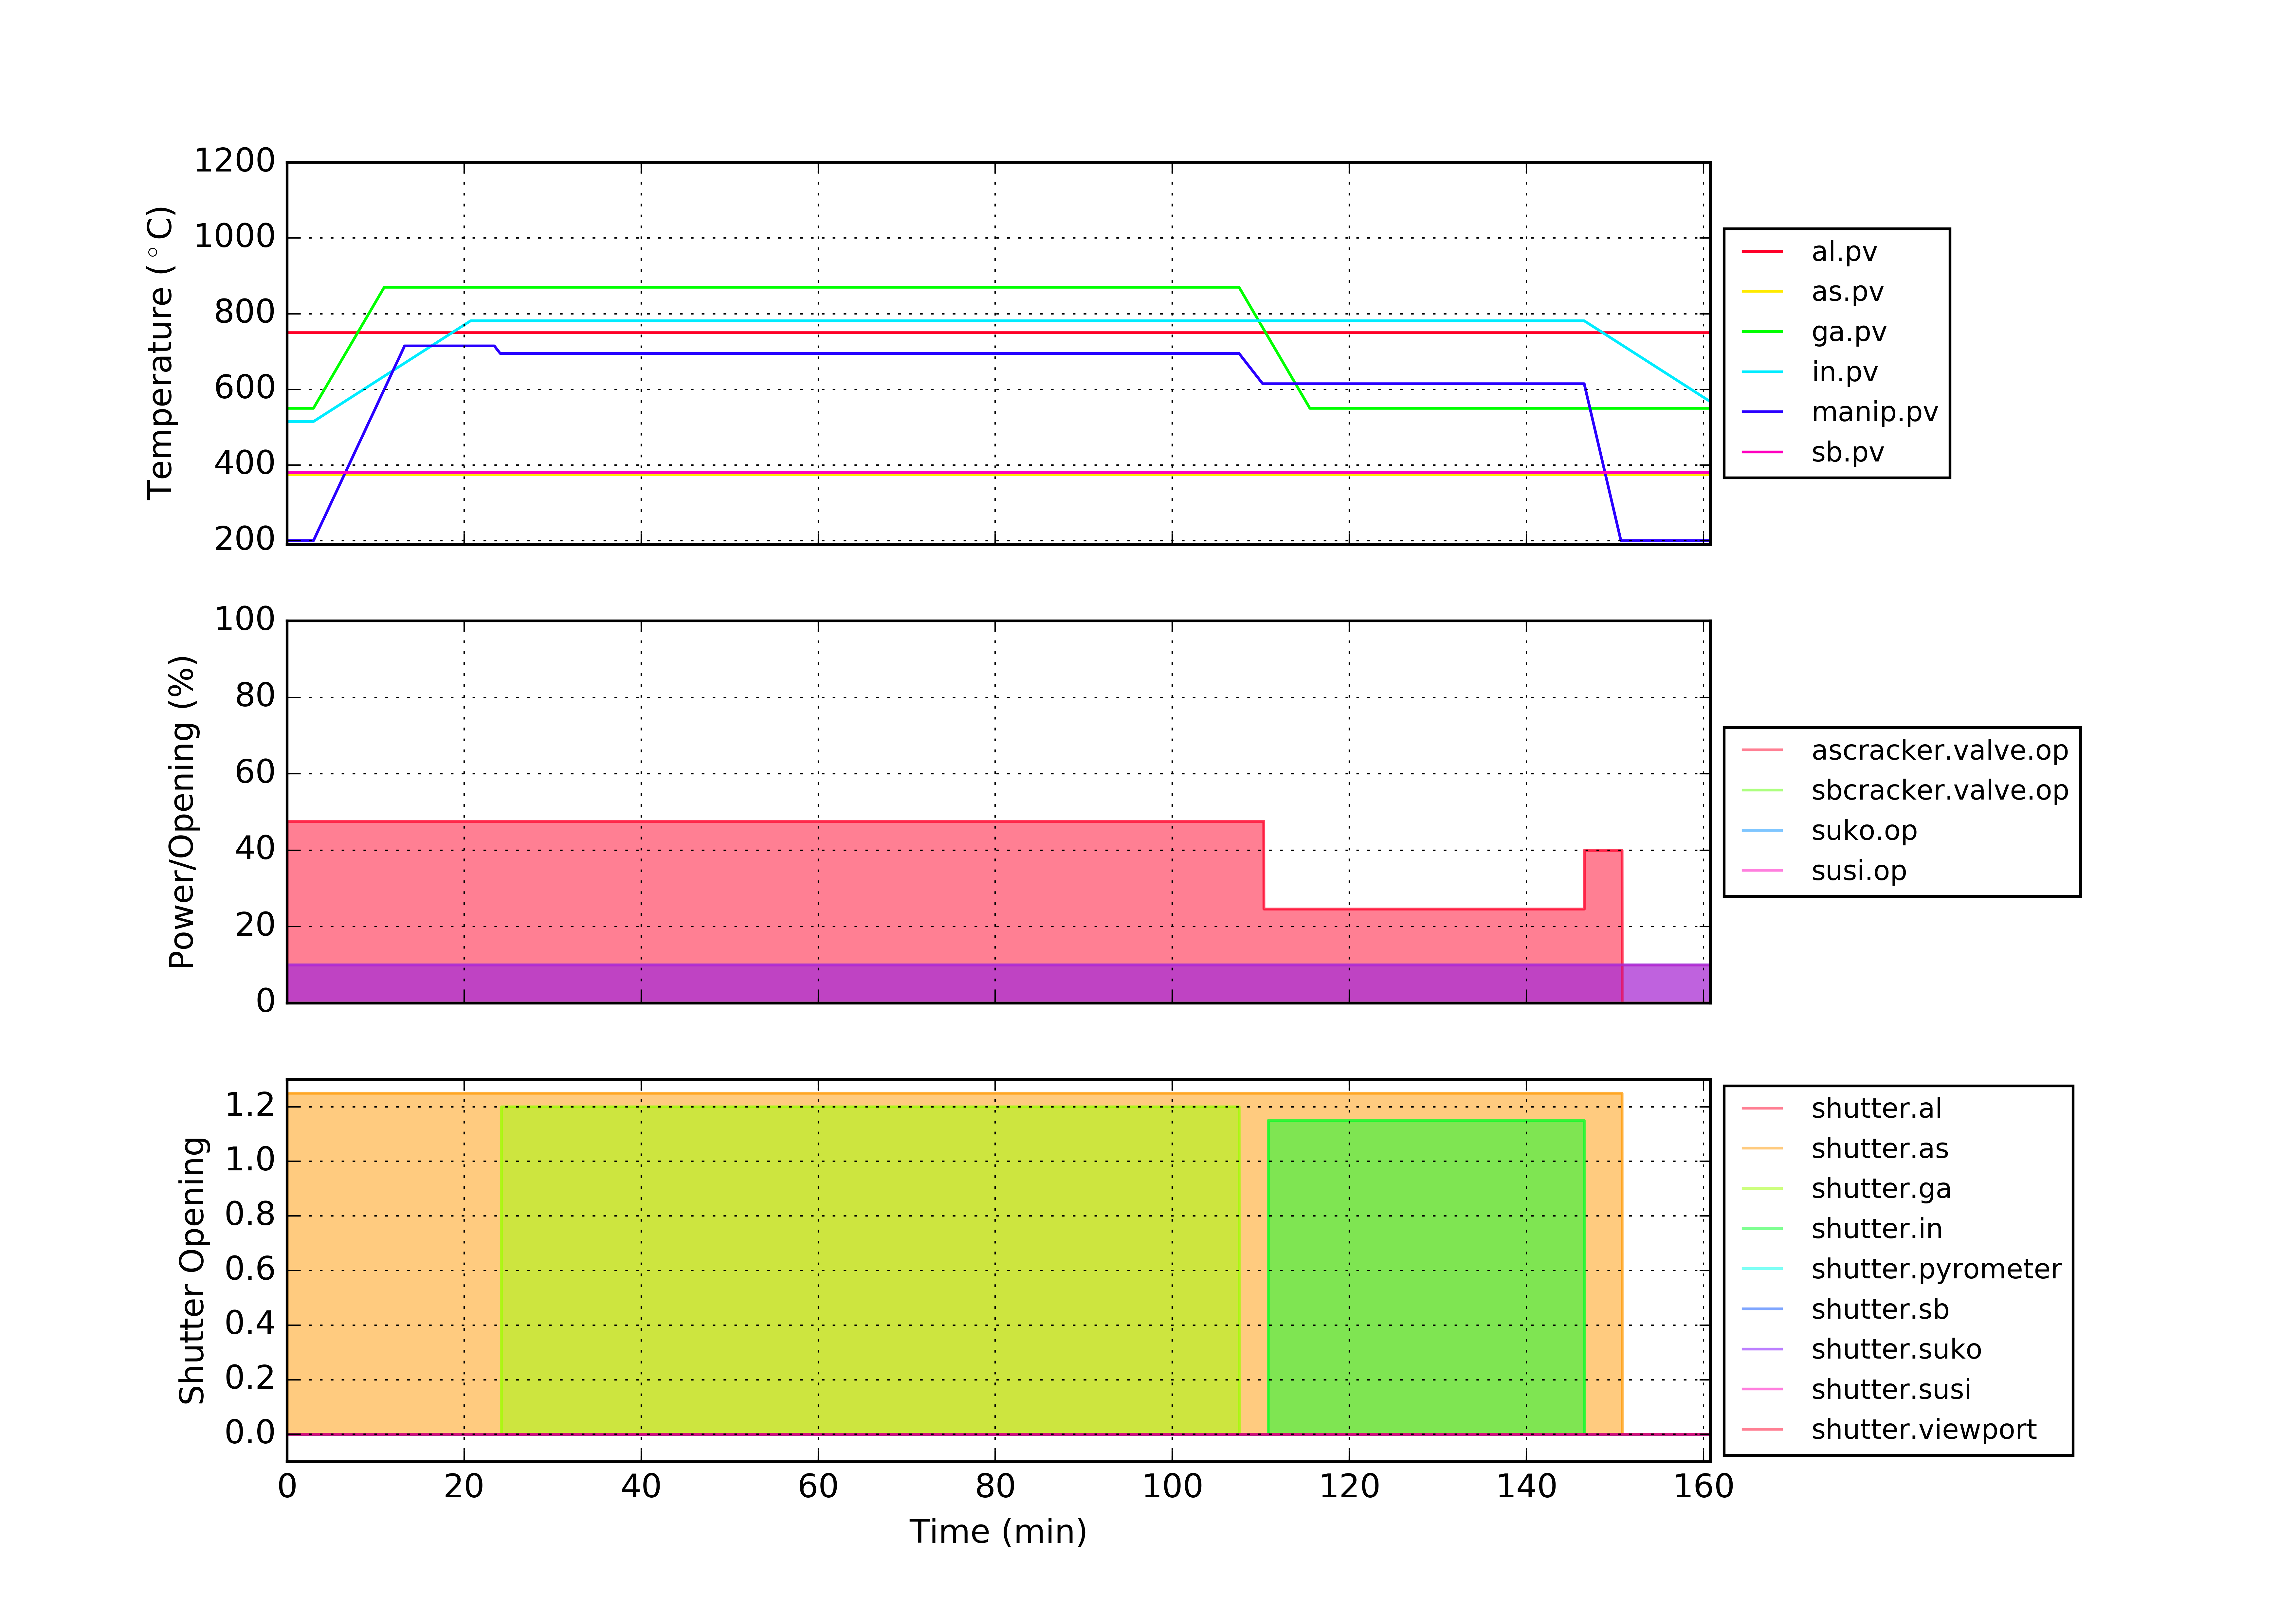 1200
1000
800
600
400
200
Temperature (°C)
al.pv
as.pv
ga.pv
in.pv
manip.pv
sb.pv
100
80
60
40
20
0
Power/Opening (%)
ascracker.valve.op
sbcracker.valve.op
suko.op
susi.op
1.2
1.0
0.8
0.6
0.4
0.2
0.0
Shutter Opening
shutter.al
shutter.as
shutter.ga
shutter.in
shutter.pyrometer
shutter.sb
shutter.suko
shutter.susi
shutter.viewport
0 20 40 60 80 100 120 140 160
Time (min)